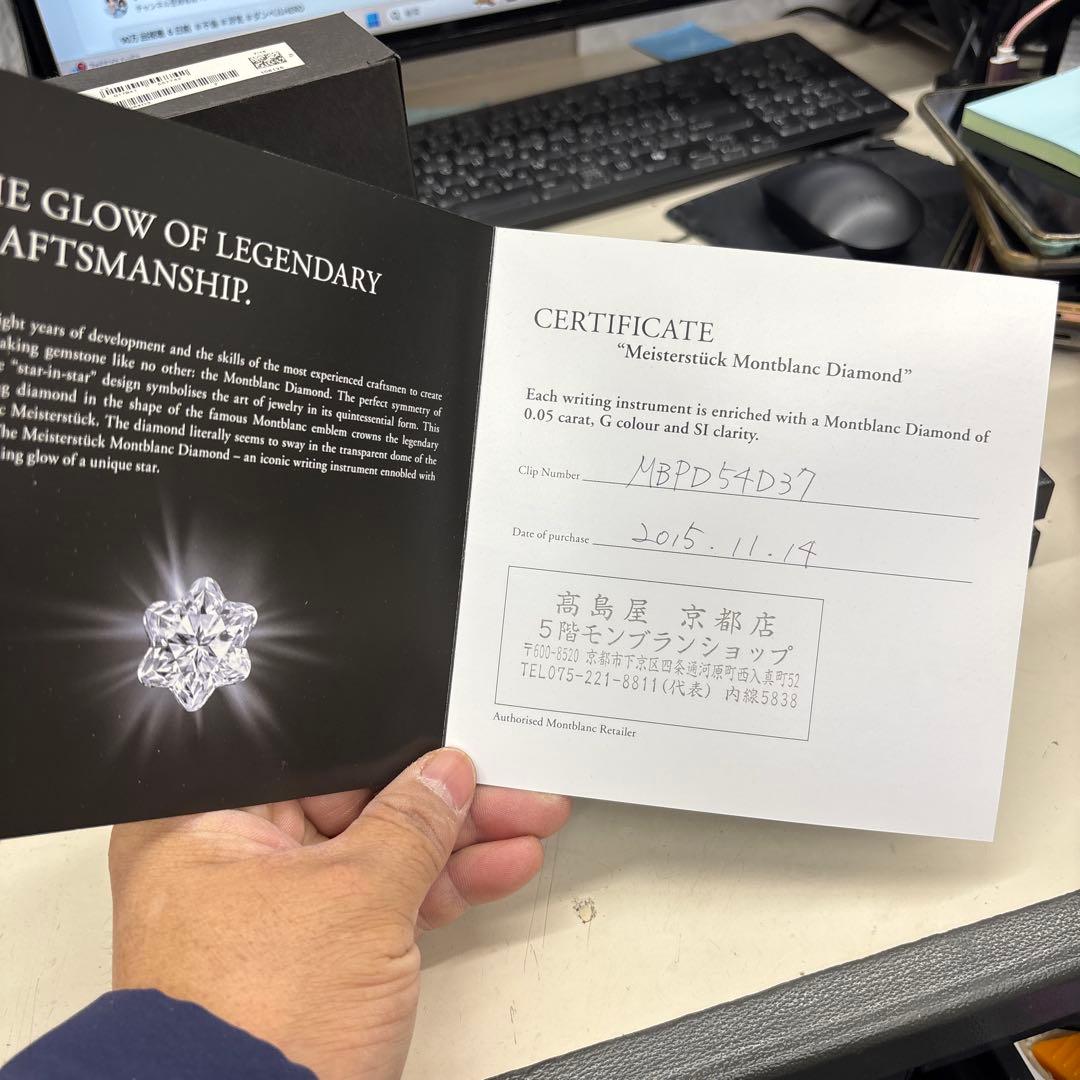 GLOW OF LEGENDARY
CRAFTSMANSHIP.
years of development and the skills of the most experienced craftsmen to create
gemstone like no other: the Montblanc Diamond. The perfect symmetry of
“star-in-star” design symbolises the art of jewelry in its quintessential form. This
diamond in the shape of the famous Montblanc emblem crowns the legendary
Meisterstück. The diamond literally seems to sway in the transparent dome of the
The Meisterstück Montblanc Diamond – an iconic writing instrument ennobled with
glow of a unique star.
CERTIFICATE
“Meisterstück Montblanc Diamond”
Each writing instrument is enriched with a Montblanc Diamond of
0.05 carat, G colour and SI clarity.
Clip Number MBPD54D37
Date of purchase 2015.11.14
髙島屋 京都店
5階モンブランショップ
〒600-8520 京都市下京区四条通河原町西入真町52
TEL075-221-8811(代表) 内線5838
Authorised Montblanc Retailer